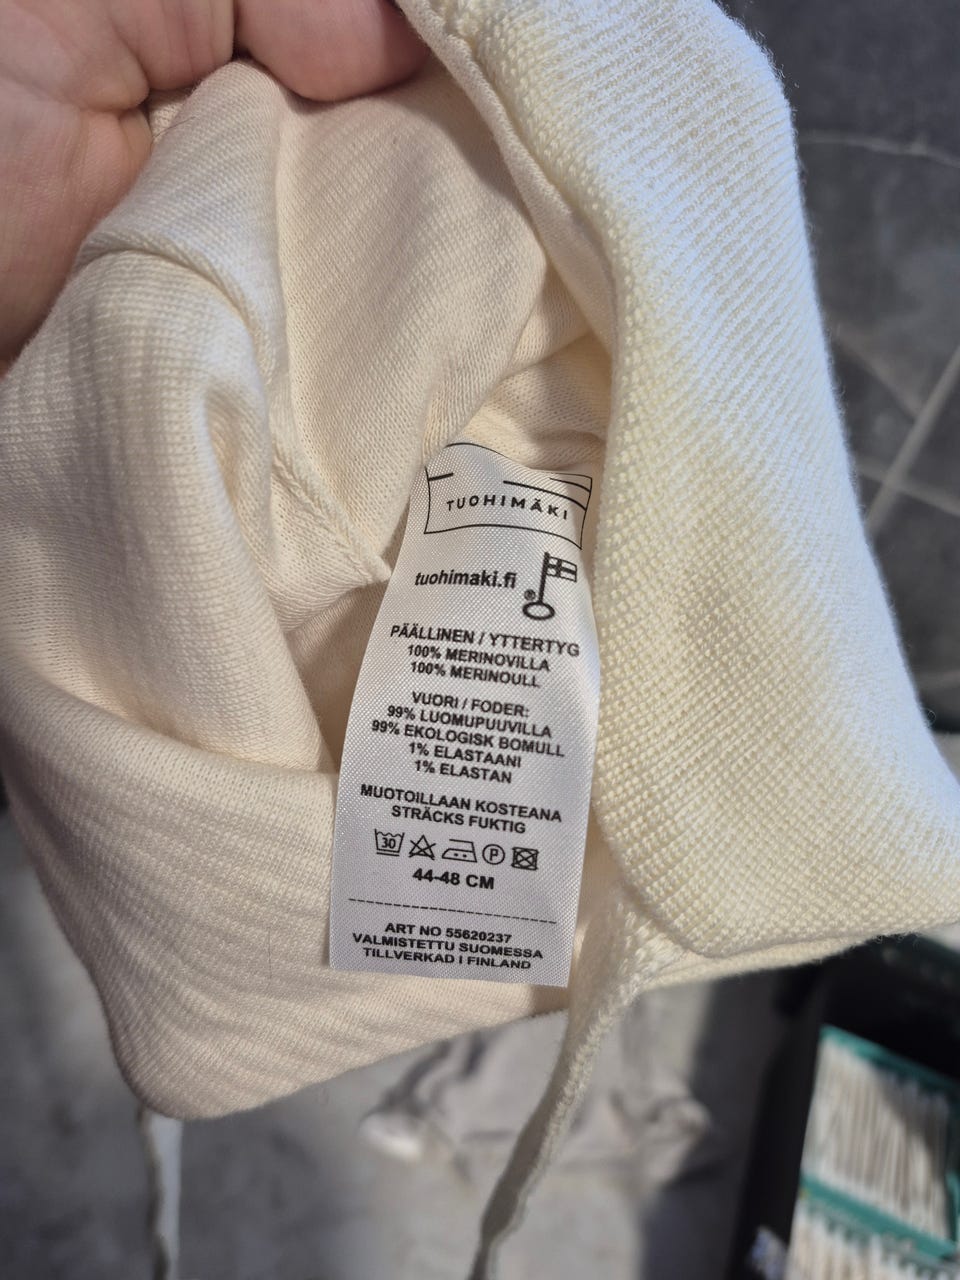 TUOHIMÄKI
tuohimaki.fi
®
PÄÄLLINEN / YTTERTYG
100% MERINOVILLA
100% MERINOULL
VUORI / FODER:
99% LUOMUPUUVILLA
99% EKOLOGISK BOMULL
1% ELASTAANI
1% ELASTAN
MUOTOILLAAN KOSTEANA
STRÄCKS FUKTIG
30 P
44-48 CM
ART NO 55620237
VALMISTETTU SUOMESSA
TILLVERKAD I FINLAND